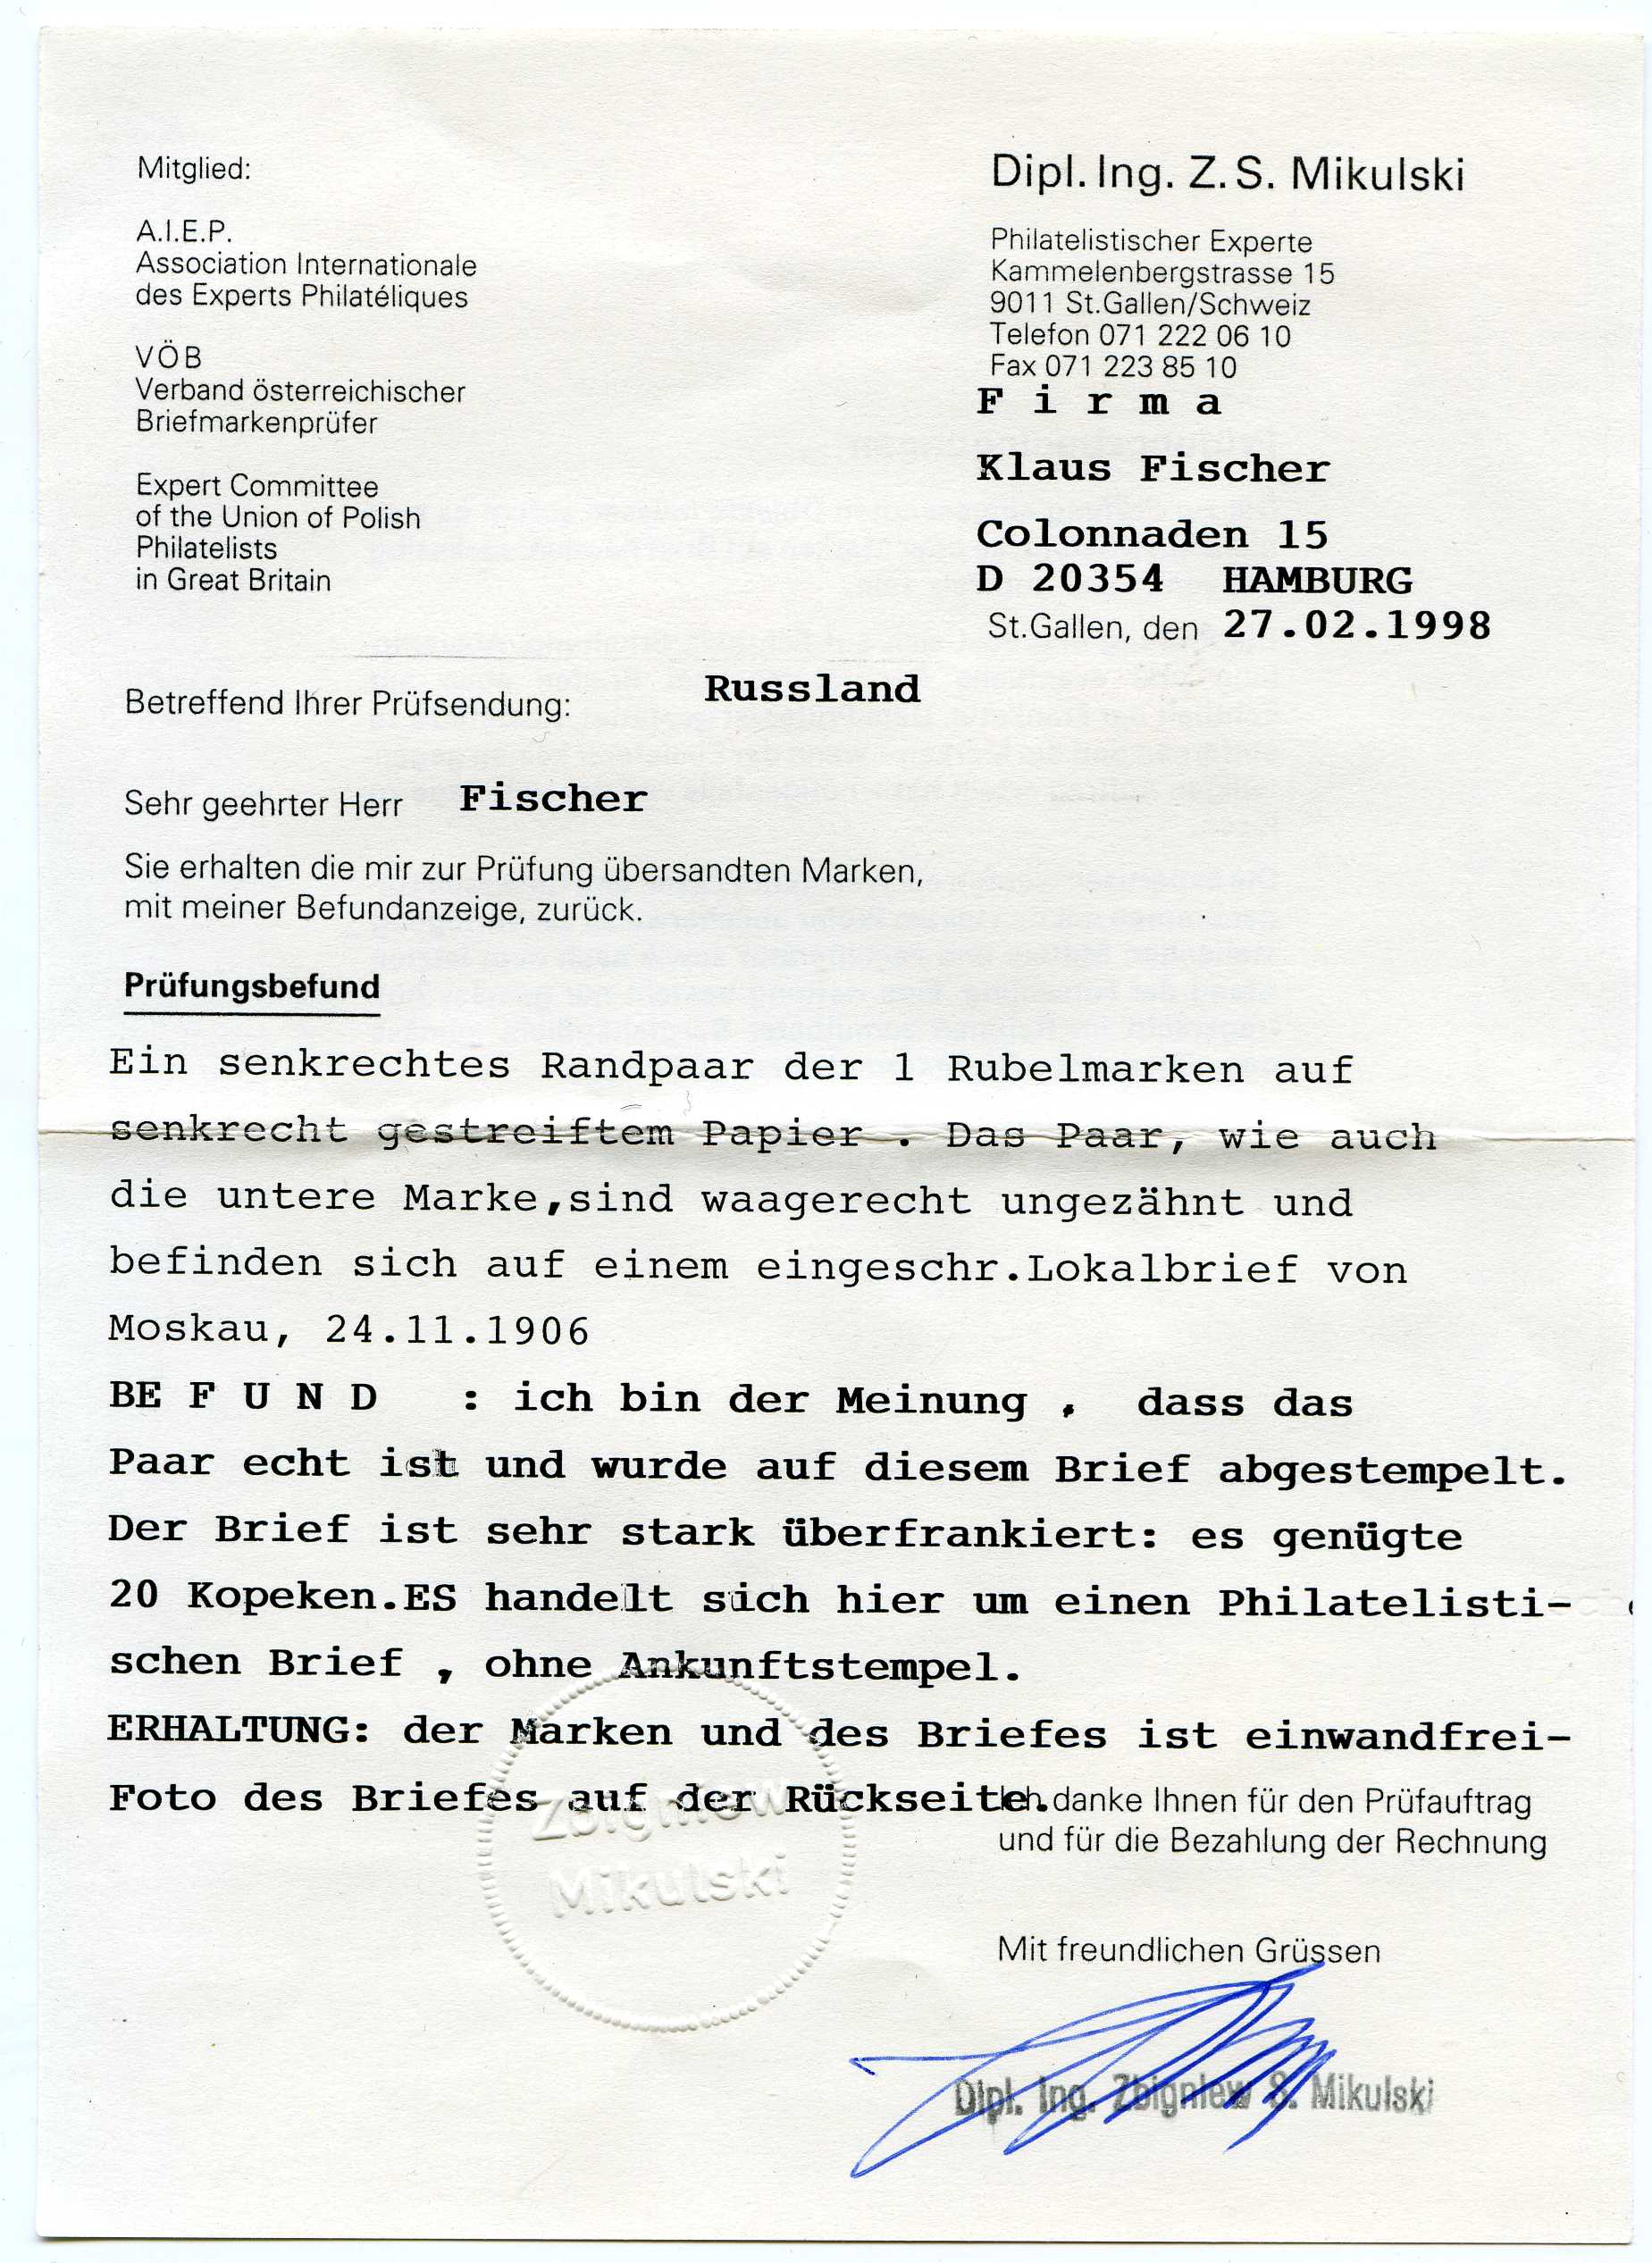 Mitglied:
A.I.E.P.
Association Internationale
des Experts Philatéliques
VÖB
Verband österreichischer
Briefmarkenprüfer
Expert Committee
of the Union of Polish
Philatelists
in Great Britain
Dipl. Ing. Z. S. Mikulski
Philatelistischer Experte
Kammelenbergstrasse 15
9011 St.Gallen/Schweiz
Telefon 071 222 06 10
Fax 071 223 85 10
F i r m a
Klaus Fischer
Colonnaden 15
D 20354 HAMBURG
St.Gallen, den 27.02.1998
Betreffend Ihrer Prüfsendung: Russland
Sehr geehrter Herr Fischer
Sie erhalten die mir zur Prüfung übersandten Marken,
mit meiner Befundanzeige, zurück.
Prüfungsbefund
Ein senkrechtes Randpaar der 1 Rubelmarken auf
senkrecht gestreiftem Papier . Das Paar, wie auch
die untere Marke,sind waagerecht ungezähnt und
befinden sich auf einem eingeschr.Lokalbrief von
Moskau, 24.11.1906
BE F U N D : ich bin der Meinung , dass das
Paar echt ist und wurde auf diesem Brief abgestempelt.
Der Brief ist sehr stark überfrankiert: es genügte
20 Kopeken.ES handelt sich hier um einen Philatelisti-
schen Brief , ohne Ankunftstempel.
ERHALTUNG: der Marken und des Briefes ist einwandfrei-
Foto des Briefes auf der Rückseite.
Ich danke Ihnen für den Prüfauftrag
und für die Bezahlung der Rechnung
Zbigniew
Mikulski
Mit freundlichen Grüssen
Dipl. Ing. Zbigniew S. Mikulski